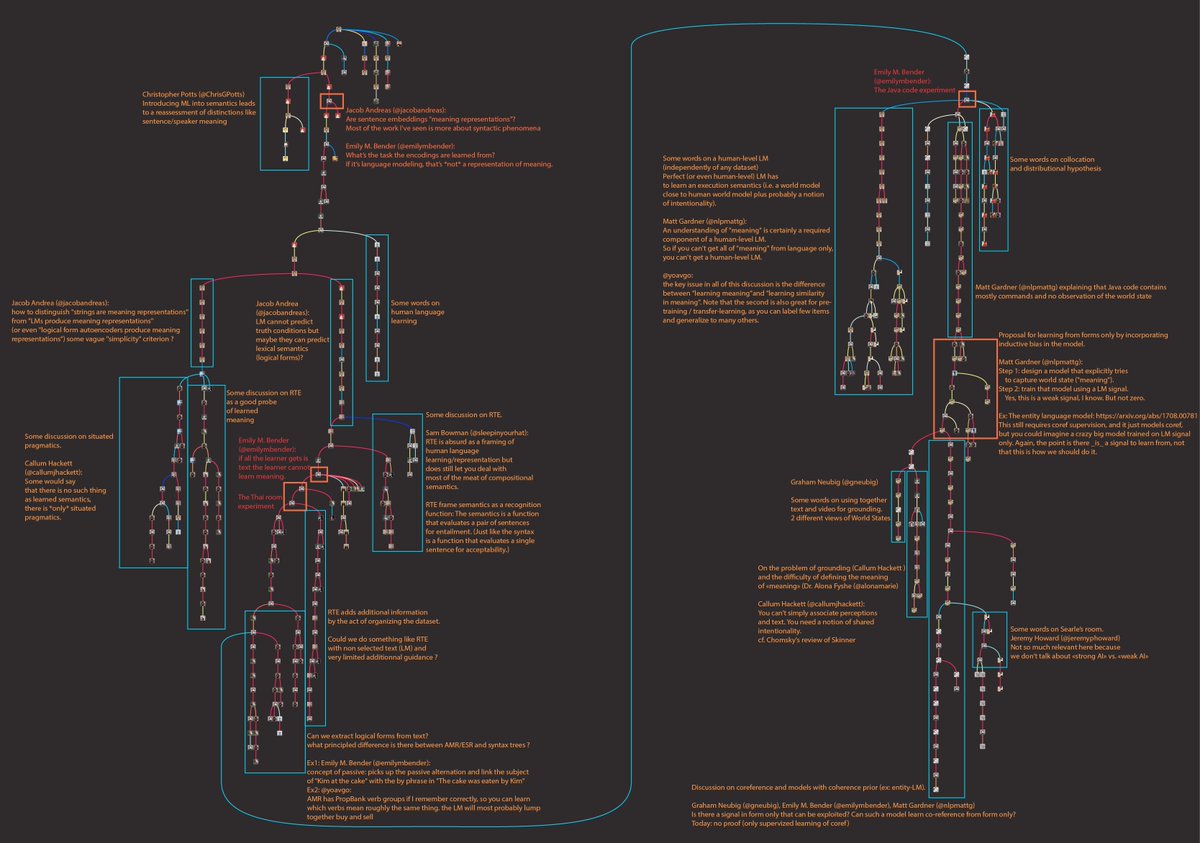 Christopher Potts (@ChrisGPotts)
Introducing ML into semantics leads
to a reassessment of distinctions like
sentence/speaker meaning
Jacob Andreas (@jacobandreas):
Are sentence embeddings "meaning representations"?
Most of the work I've seen is more about syntactic phenomena
Emily M. Bender (@emilymbender):
What's the task the encodings are learned from?
if it's language modeling, that's *not* a representation of meaning.
Jacob Andrea (@jacobandreas):
how to distinguish "strings are meaning representations"
from "LMs produce meaning representations"
(or even "logical form autoencoders produce meaning
representations") some vague "simplicity" criterion ?
Jacob Andrea
(@jacobandreas):
LM cannot predict
truth conditions but
maybe they can predict
lexical semantics
(logical forms)?
Some words on
human language
learning
Some discussion on RTE
as a good probe
of learned
meaning
Some discussion on situated
pragmatics.
Callum Hackett
(@callumjhackett):
Some would say
that there is no such thing
as learned semantics,
there is *only* situated
pragmatics.
Emily M. Bender
(@emilymbender):
if all the learner gets is
text the learner cannot
learn meaning.
The Thai room
experiment
Some discussion on RTE.
Sam Bowman (@sleepinyourhat):
RTE is absurd as a framing of
human language
learning/representation but
does still let you deal with
most of the meat of compositional
semantics.
RTE frame semantics as a recognition
function: The semantics is a function
that evaluates a pair of sentences
for entailment. (Just like the syntax
is a function that evaluates a single
sentence for acceptability.)
RTE adds additional information
by the act of organizing the dataset.
Could we do something like RTE
with non selected text (LM) and
very limited additionnal guidance ?
Can we extract logical forms from text?
what principled difference is there between AMR/ESR and syntax trees ?
Ex1: Emily M. Bender (@emilymbender):
concept of passive: picks up the passive alternation and link the subject
of "Kim at the cake" with the by phrase in "The cake was eaten by Kim"
Ex2: @yoavgo:
AMR has PropBank verb groups if I remember correctly, so you can learn
which verbs mean roughly the same thing. the LM will most probably lump
together buy and sell
Emily M. Bender
(@emilymbender):
The Java code experiment
Some words on a human-level LM
(independently of any dataset)
Perfect (or even human-level) LM has
to learn an execution semantics (i.e. a world model
close to human world model plus probably a notion
of intentionality).
Matt Gardner (@nlpmattg):
An understanding of "meaning" is certainly a required
component of a human-level LM.
So if you can't get all of "meaning" from language only,
you can't get a human-level LM.
@yoavgo:
the key issue in all of this discussion is the difference
between "learning meaning"and "learning similarity
in meaning". Note that the second is also great for pre-
training / transfer-learning, as you can label few items
and generalize to many others.
Some words on collocation
and distributional hypothesis
Matt Gardner (@nlpmattg) explaining that Java code contains
mostly commands and no observation of the world state
Proposal for learning from forms only by incorporating
inductive bias in the model.
Matt Gardner (@nlpmattg):
Step 1: design a model that explicitly tries
to capture world state ("meaning").
Step 2: train that model using a LM signal.
Yes, this is a weak signal, I know. But not zero.
Ex: The entity language model: https://arxiv.org/abs/1708.00781
This still requires coref supervision, and it just models coref,
but you could imagine a crazy big model trained on LM signal
only. Again, the point is there _is_ a signal to learn from, not
that this is how we should do it.
Graham Neubig (@gneubig)
Some words on using together
text and video for grounding.
2 different views of World States
On the problem of grounding (Callum Hackett )
and the difficulty of defining the meaning
of «meaning» (Dr. Alona Fyshe (@alonamarie)
Callum Hackett (@callumjhackett):
You can't simply associate perceptions
and text. You need a notion of shared
intentionality.
cf. Chomsky's review of Skinner
Some words on Searle's room.
Jeremy Howard (@jeremyphoward)
Not so much relevant here because
we don't talk about «strong AI» vs. «weak AI»
Discussion on coreference and models with coherence prior (ex: entity-LM).
Graham Neubig (@gneubig), Emily M. Bender (@emilymbender), Matt Gardner (@nlpmattg)
Is there a signal in form only that can be exploited? Can such a model learn co-reference from form only?
Today: no proof (only supervized learning of coref)